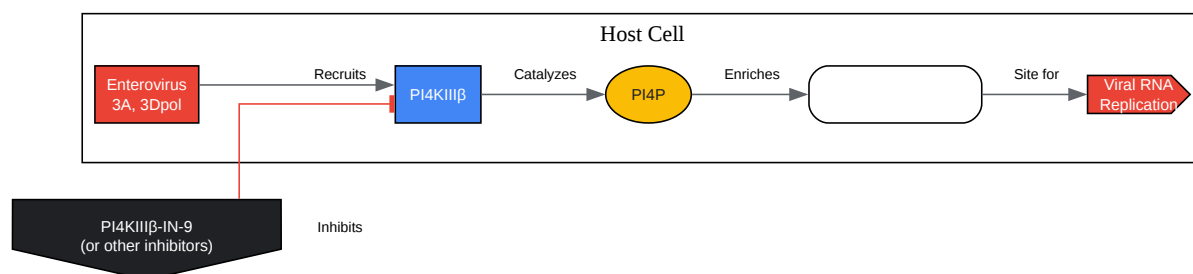 Host Cell
Enterovirus
3A, 3Dpol
Recruits
PI4KIIIβ
Catalyzes
PI4P
Enriches
Site for
Viral RNA
Replication
PI4KIIIβ-IN-9
(or other inhibitors)
Inhibits